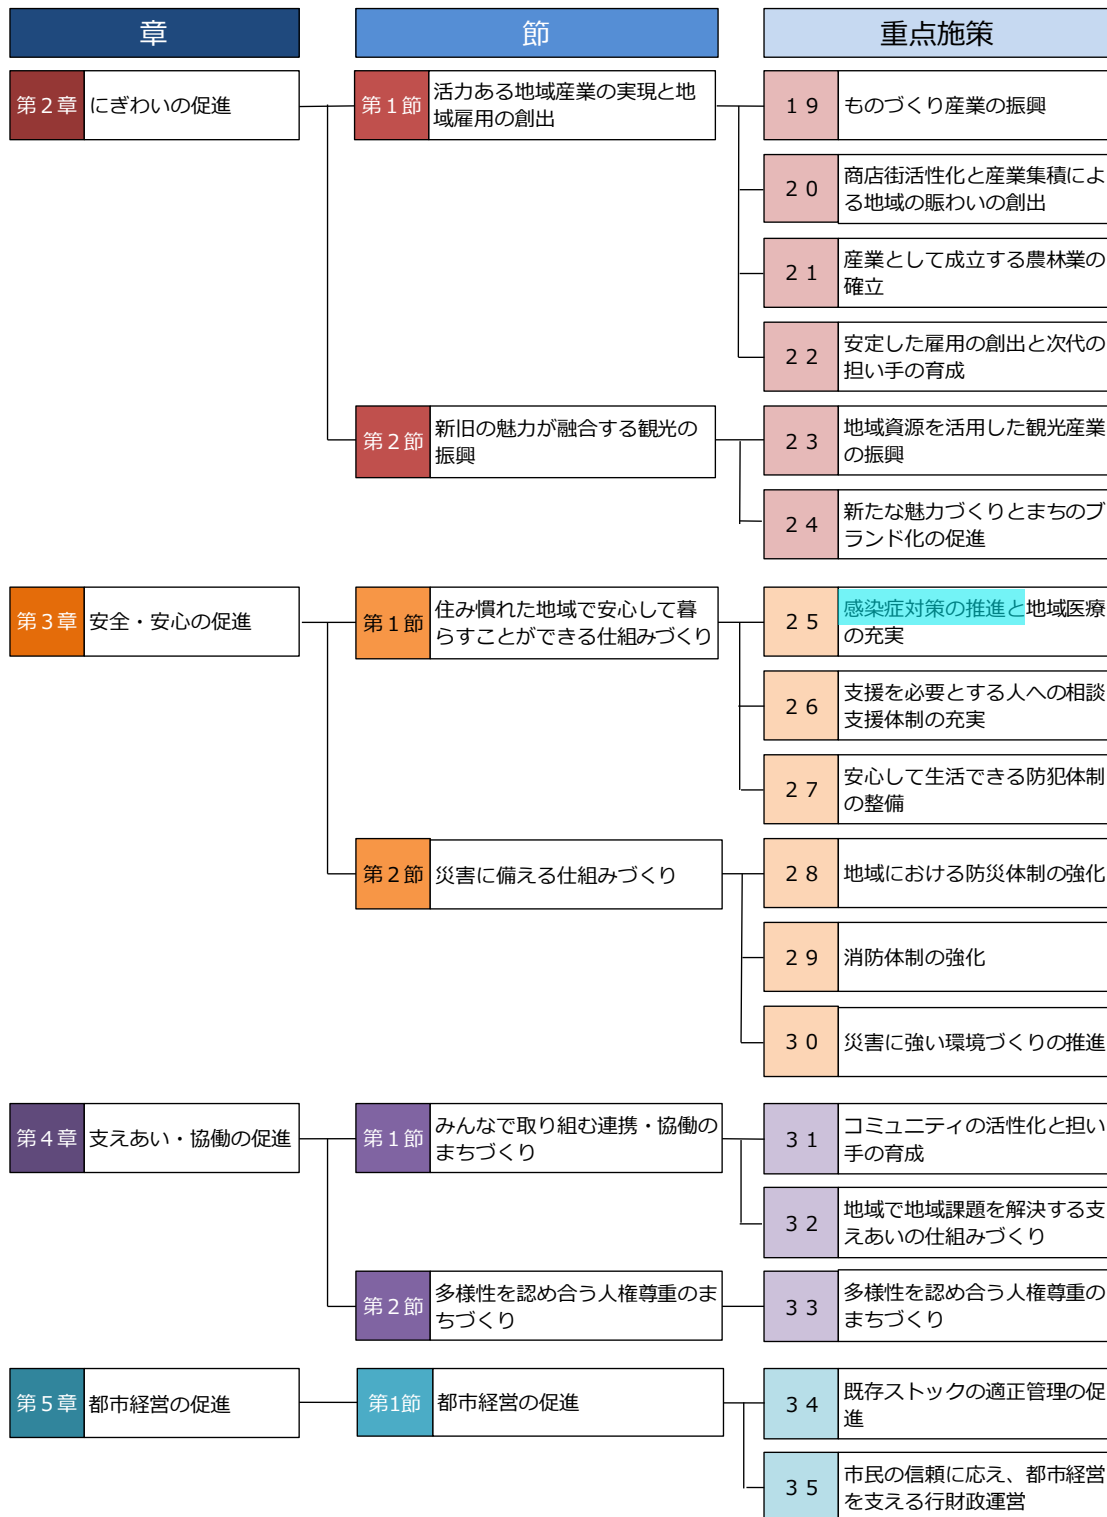 章
節
重点施策
第２章
にぎわいの促進
第１節
活力ある地域産業の実現と地
域雇用の創出
１９
ものづくり産業の振興
２０
商店街活性化と産業集積によ
る地域の賑わいの創出
２１
産業として成立する農林業の
確立
２２
安定した雇用の創出と次代の
担い手の育成
第２節
新旧の魅力が融合する観光の
振興
２３
地域資源を活用した観光産業
の振興
２４
新たな魅力づくりとまちのブ
ランド化の促進
第３章
安全・安心の促進
第１節
住み慣れた地域で安心して暮
らすことができる仕組みづくり
２５
感染症対策の推進と地域医療
の充実
２６
支援を必要とする人への相談
支援体制の充実
２７
安心して生活できる防犯体制
の整備
第２節
災害に備える仕組みづくり
２８
地域における防災体制の強化
２９
消防体制の強化
３０
災害に強い環境づくりの推進
第４章
支えあい・協働の促進
第１節
みんなで取り組む連携・協働の
まちづくり
３１
コミュニティの活性化と担い
手の育成
３２
地域で地域課題を解決する支
えあいの仕組みづくり
第２節
多様性を認め合う人権尊重のま
ちづくり
３３
多様性を認め合う人権尊重の
まちづくり
第５章
都市経営の促進
第1節
都市経営の促進
３４
既存ストックの適正管理の促
進
３５
市民の信頼に応え、都市経営
を支える行財政運営